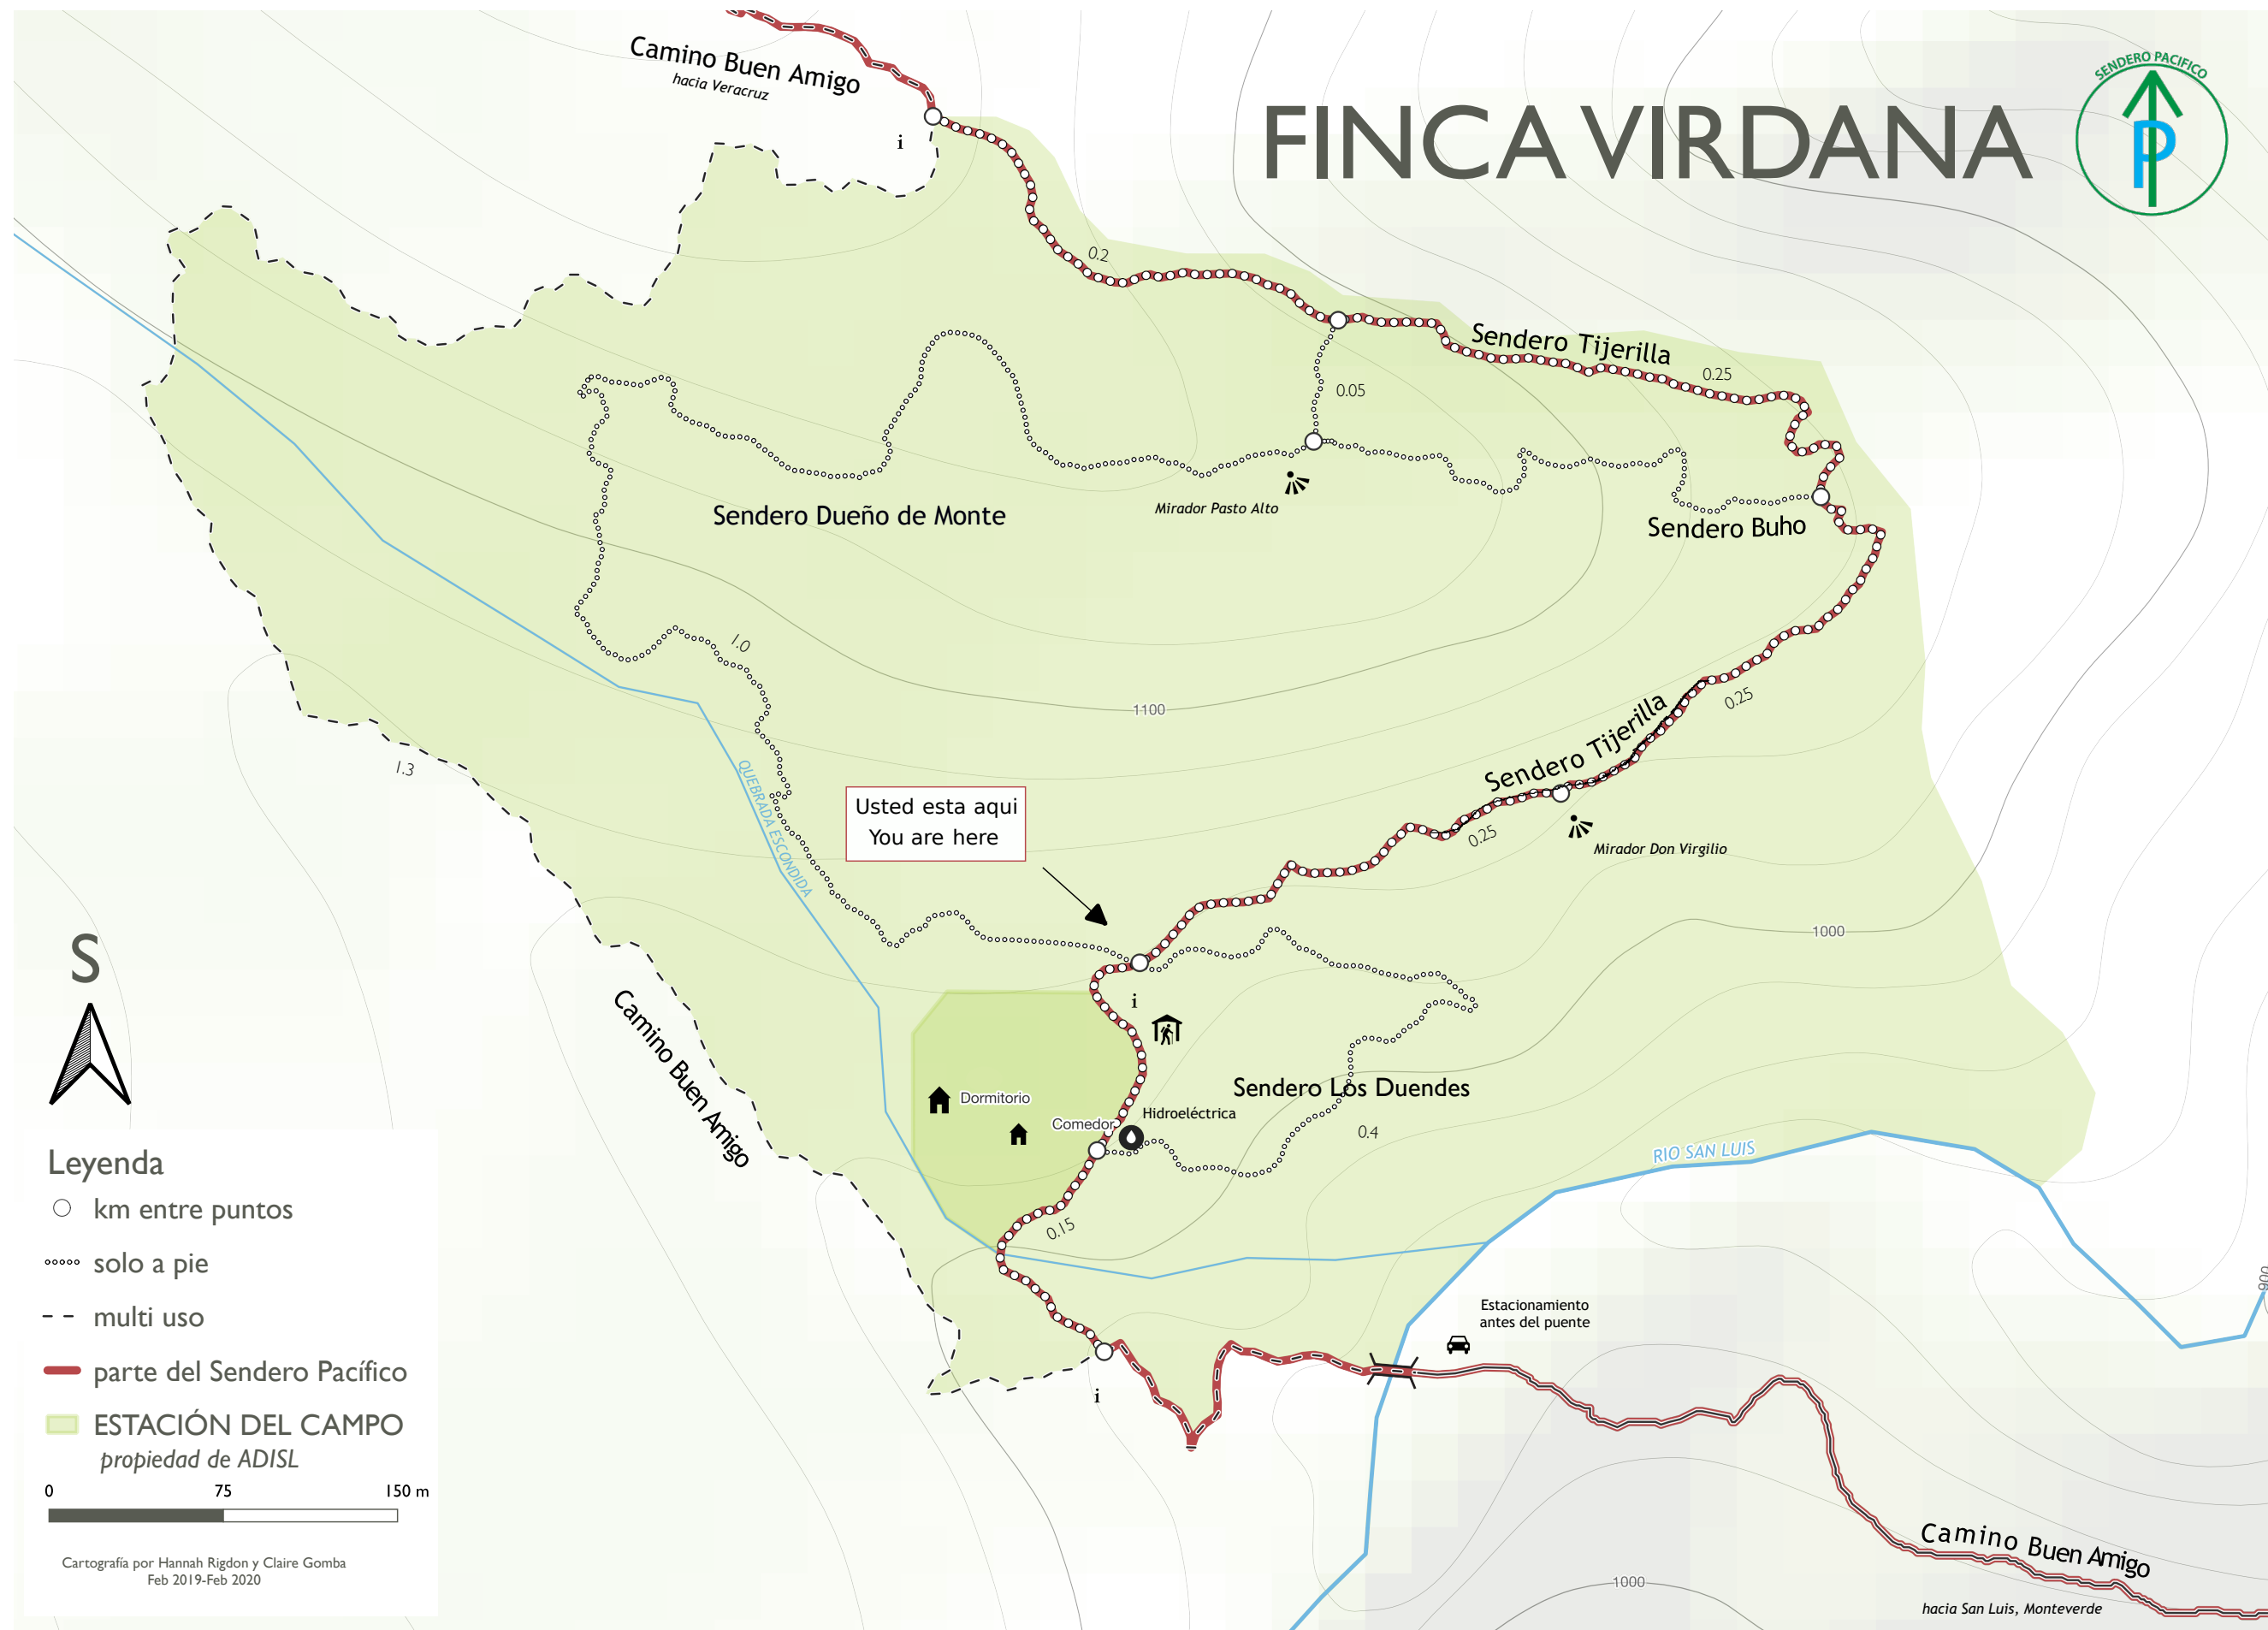 Camino Buen Amigo
hacia Veracruz
i
FINCA VIRDANA
SENDERO PACIFICO
P
0.2
Sendero Tijerilla
0.25
0.05
Mirador Pasto Alto
Sendero Dueño de Monte
Sendero Buho
1.0
1100
0.25
Sendero Tijerilla
1.3
QUEBRADA ESCONDIDA
Usted esta aqui
You are here
0.25
Mirador Don Virgilio
1000
S
i
Camino Buen Amigo
Sendero Los Duendes
Dormitorio
Hidroeléctrica
Comedor
0.4
RIO SAN LUIS
0.15
900
Estacionamiento
antes del puente
i
Leyenda
km entre puntos
solo a pie
multi uso
parte del Sendero Pacífico
ESTACIÓN DEL CAMPO
propiedad de ADISL
0 75 150 m
Cartografía por Hannah Rigdon y Claire Gomba
Feb 2019-Feb 2020
Camino Buen Amigo
1000
hacia San Luis, Monteverde